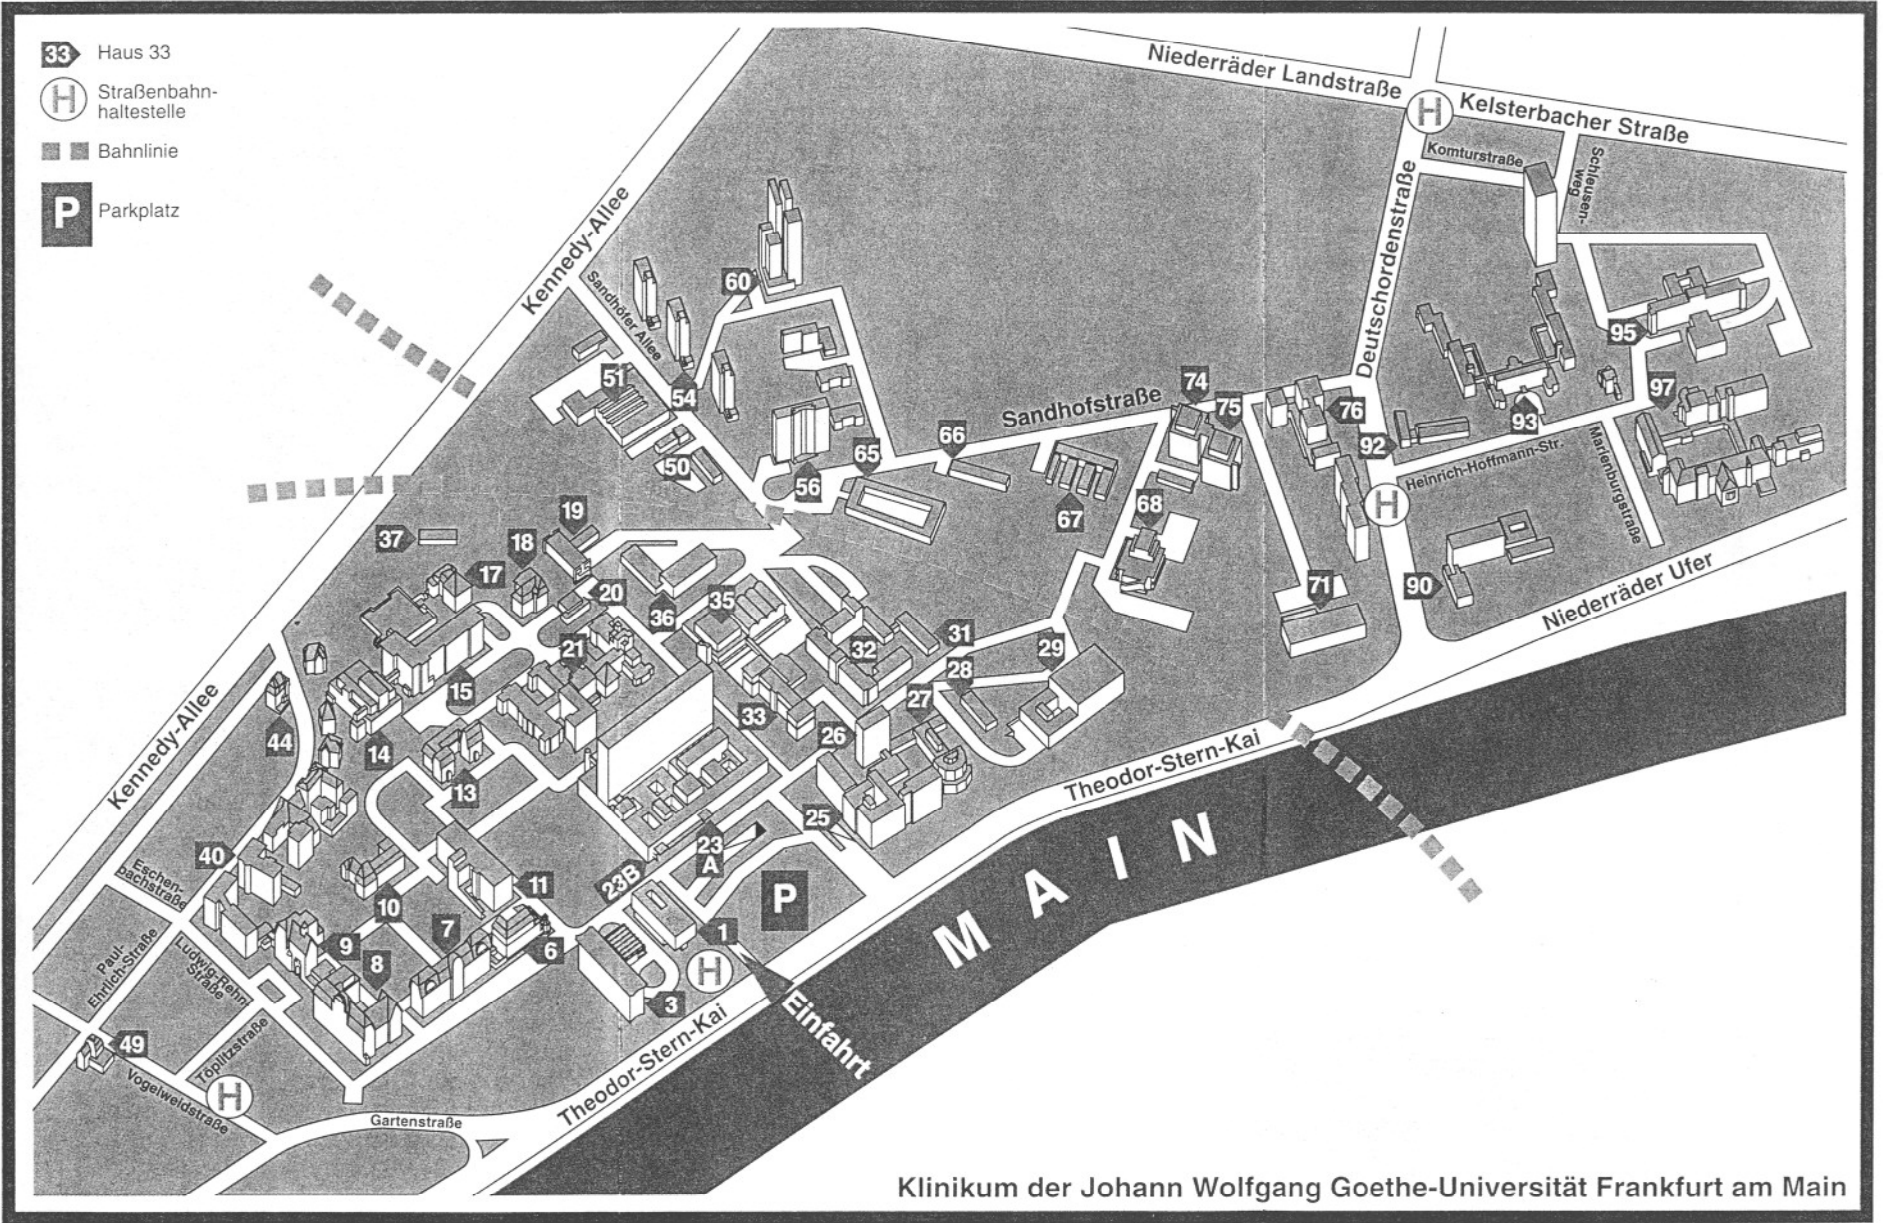 33 Haus 33
H Straßenbahn-
haltestelle
Bahnlinie
P Parkplatz
Niederräder Landstraße
H
Kelsterbacher Straße
Komturstraße
Schleusen-
weg
Deutschordenstraße
Kennedy-Allee
Sandhöfer Allee
60
51
54
50
56
65
66
Sandhofstraße
74
75
76
92
93
95
97
Heinrich-Hoffmann-Str.
Marienburgstraße
H
67
68
71
90
Niederräder Ufer
37
19
18
17
20
36
35
21
32
31
28
29
27
15
14
44
13
33
26
25
Kennedy-Allee
23
A
23B
40
11
10
Eschen-
bachstraße
Paul-
Ehrlich-Straße
Ludwig-Rehn-
Straße
9
8
7
6
1
3
P
H
Einfahrt
49
Töplitzstraße
H
Vogelweidstraße
Gartenstraße
Theodor-Stern-Kai
Theodor-Stern-Kai
MAIN
Klinikum der Johann Wolfgang Goethe-Universität Frankfurt am Main